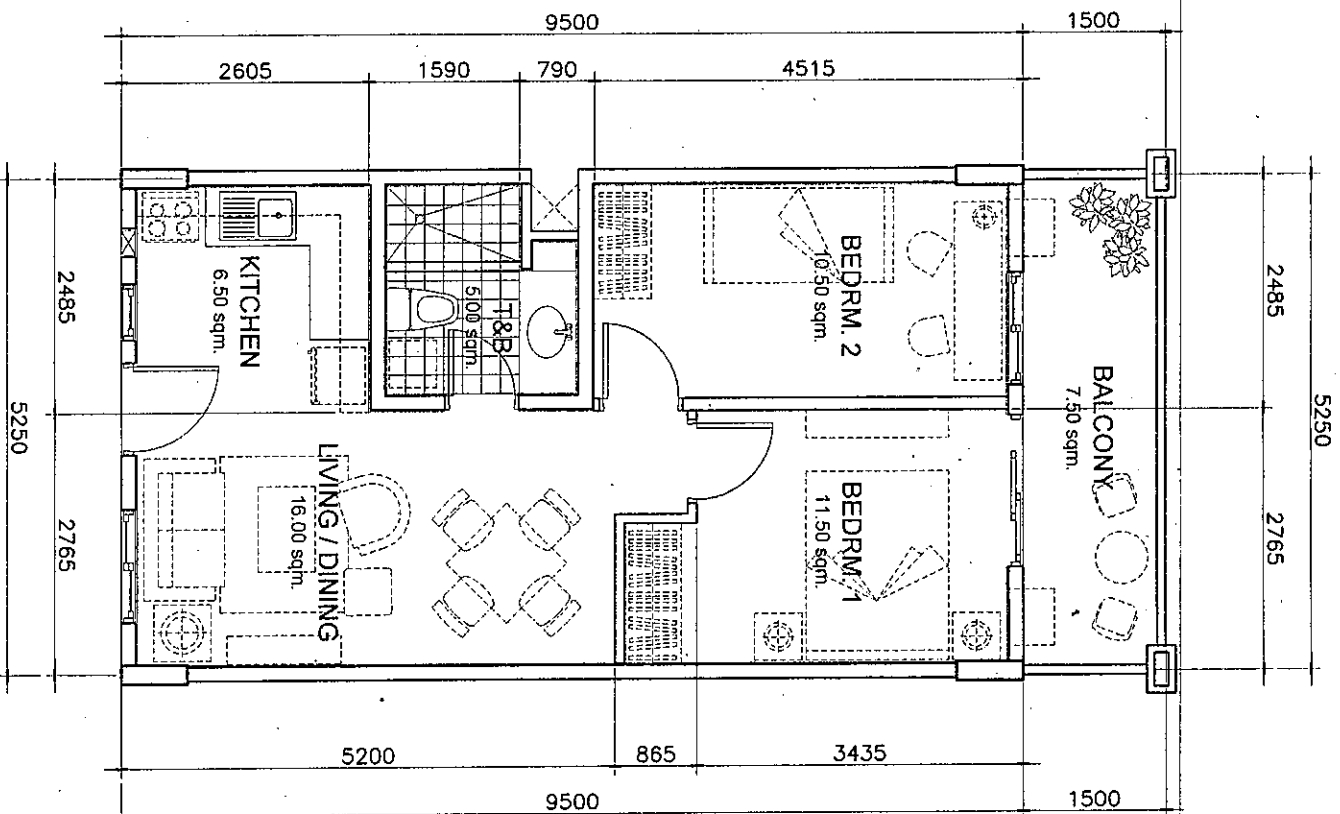 9500
1500
2605
1590
790
4515
KITCHEN
6.50 sqm.
T&B
5.00 sqm.
BEDRM. 2
10.50 sqm.
BALCONY
7.50 sqm.
LIVING / DINING
16.00 sqm.
BEDRM. 1
11.50 sqm.
2485
5250
2765
2485
5250
2765
5200
865
3435
9500
1500